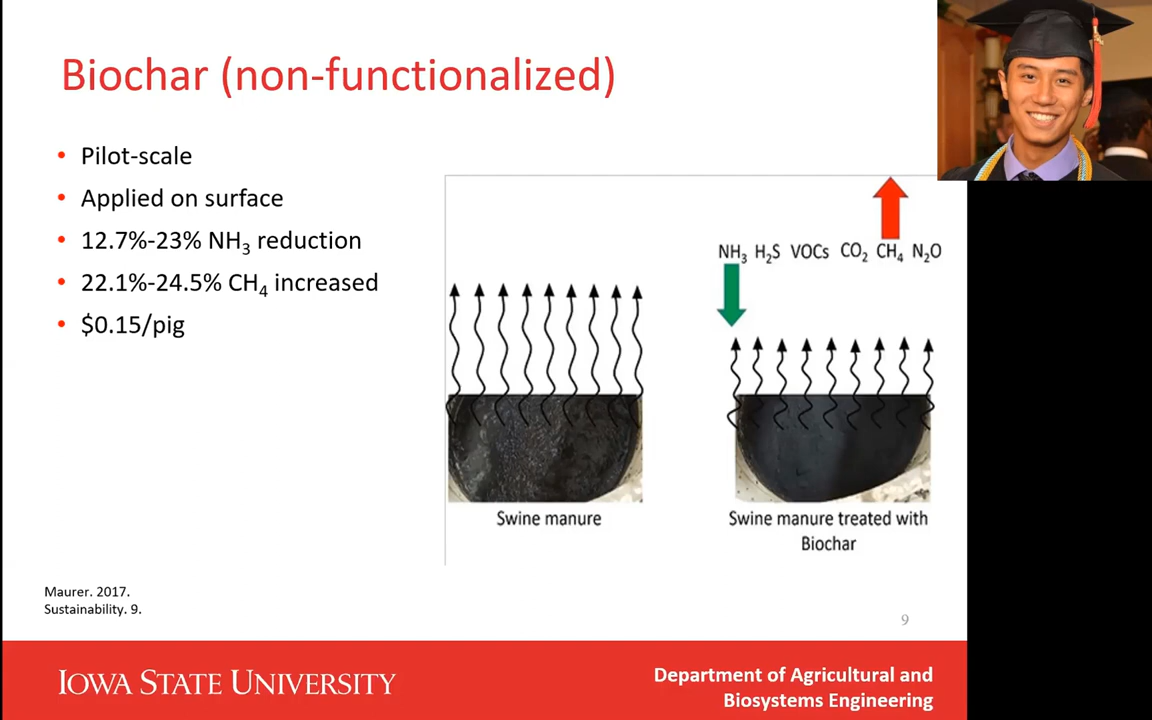 Biochar (non-functionalized)
• Pilot-scale
• Applied on surface
• 12.7%-23% NH₃ reduction
• 22.1%-24.5% CH₄ increased
• $0.15/pig
NH₃ H₂S VOCs CO₂ CH₄ N₂O
Swine manure
Swine manure treated with
Biochar
Maurer. 2017.
Sustainability. 9.
9
IOWA STATE UNIVERSITY
Department of Agricultural and
Biosystems Engineering